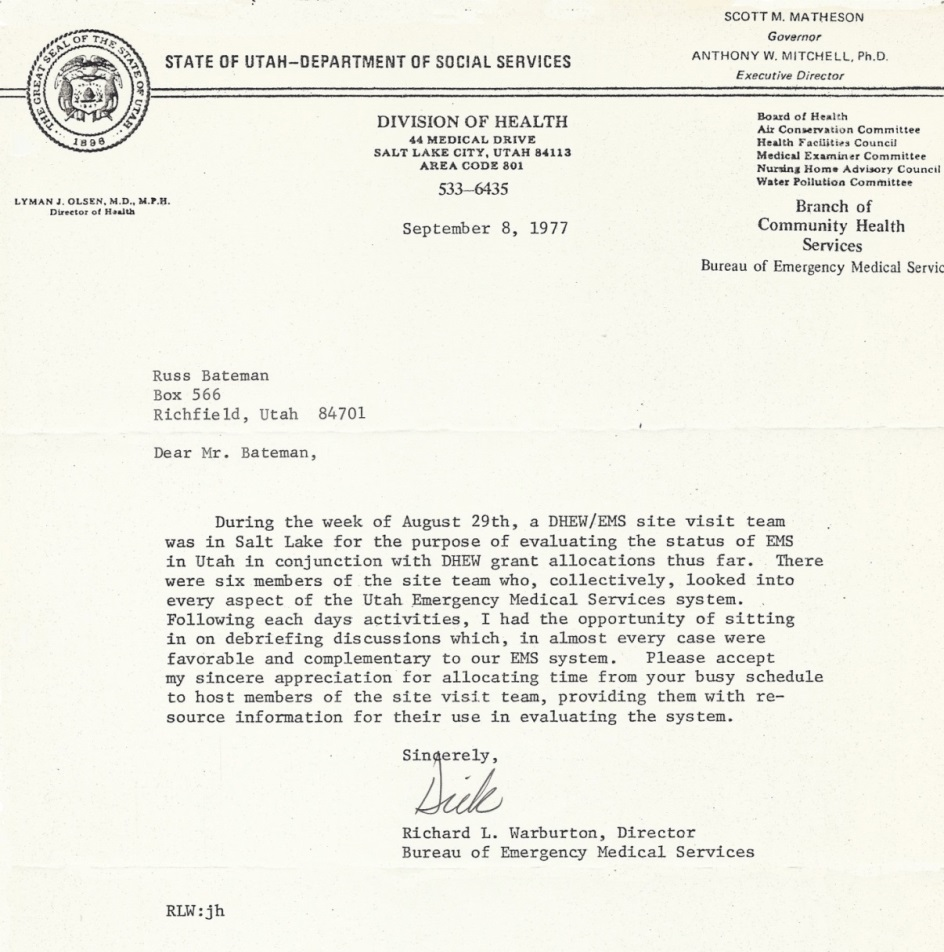 SCOTT M. MATHESON
Governor
ANTHONY W. MITCHELL, Ph.D.
Executive Director
THE GREAT SEAL OF THE STATE OF UTAH
1896
STATE OF UTAH—DEPARTMENT OF SOCIAL SERVICES
LYMAN J. OLSEN, M.D., M.P.H.
Director of Health
DIVISION OF HEALTH
44 MEDICAL DRIVE
SALT LAKE CITY, UTAH 84113
AREA CODE 801
533—6435
September 8, 1977
Board of Health
Air Conservation Committee
Health Facilities Council
Medical Examiner Committee
Nursing Home Advisory Council
Water Pollution Committee
Branch of
Community Health
Services
Bureau of Emergency Medical Servic
Russ Bateman
Box 566
Richfield, Utah 84701
Dear Mr. Bateman,
During the week of August 29th, a DHEW/EMS site visit team
was in Salt Lake for the purpose of evaluating the status of EMS
in Utah in conjunction with DHEW grant allocations thus far. There
were six members of the site team who, collectively, looked into
every aspect of the Utah Emergency Medical Services system.
Following each days activities, I had the opportunity of sitting
in on debriefing discussions which, in almost every case were
favorable and complementary to our EMS system. Please accept
my sincere appreciation for allocating time from your busy schedule
to host members of the site visit team, providing them with re-
source information for their use in evaluating the system.
Sincerely,
Dick
Richard L. Warburton, Director
Bureau of Emergency Medical Services
RLW:jh